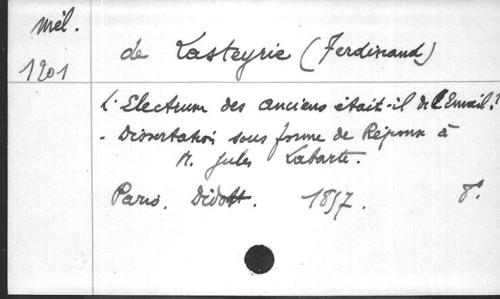 mél.
1201
de Lasteyrie (Ferdinand)
L'Electrum des anciens était-il de l'Email?
- Dissertation sous forme de Réponse à
M. Jules Labarte.
Paris. Didott. 1857. 8°.